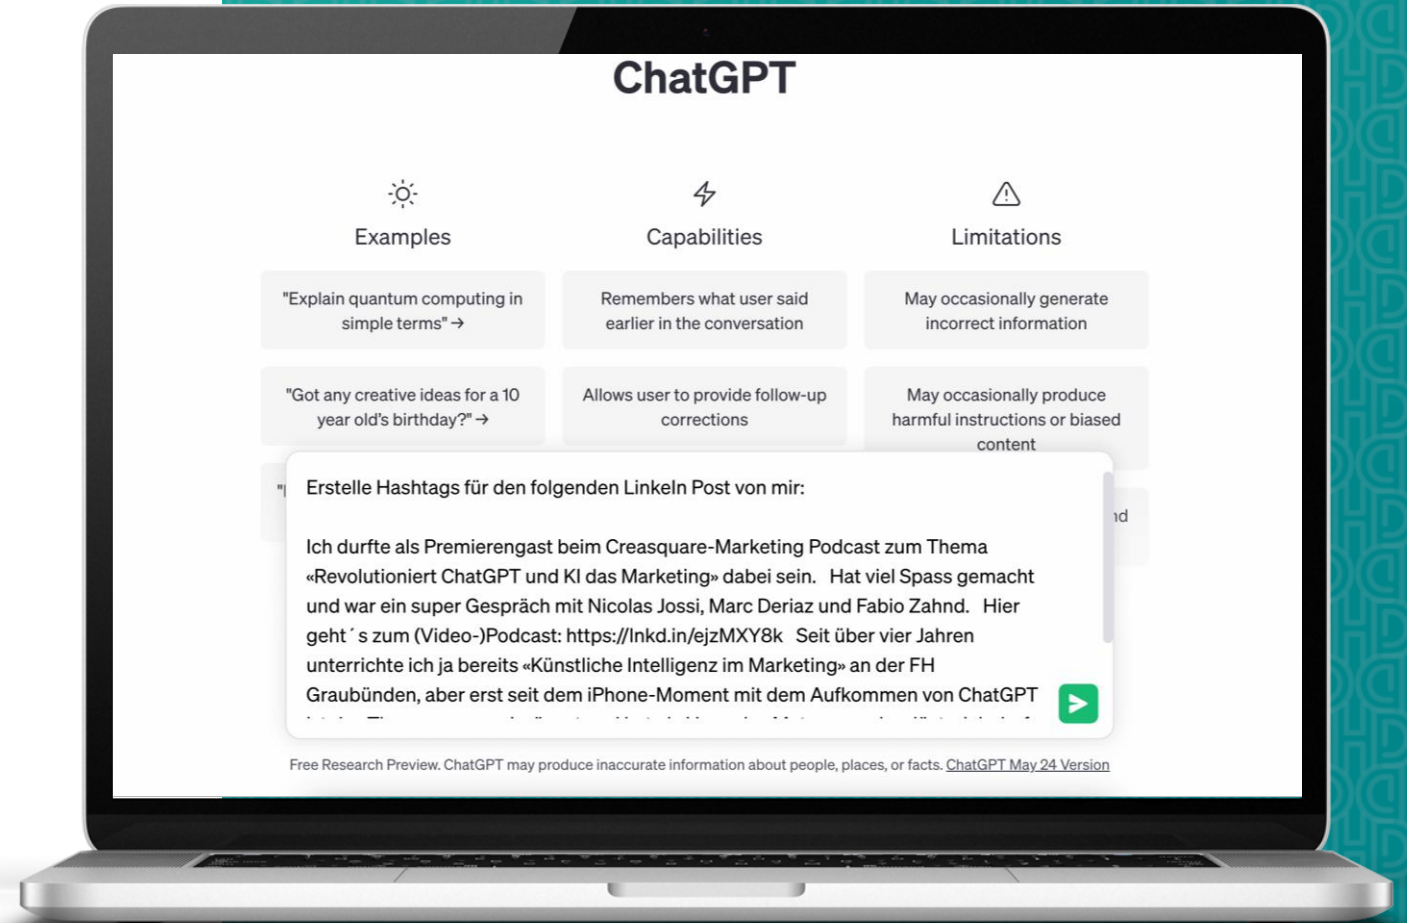 ChatGPT
Examples
Capabilities
Limitations
"Explain quantum computing in
simple terms" →
Remembers what user said
earlier in the conversation
May occasionally generate
incorrect information
"Got any creative ideas for a 10
year old's birthday?" →
Allows user to provide follow-up
corrections
May occasionally produce
harmful instructions or biased
content
Erstelle Hashtags für den folgenden LinkeIn Post von mir:
Ich durfte als Premierengast beim Creasquare-Marketing Podcast zum Thema
«Revolutioniert ChatGPT und KI das Marketing» dabei sein. Hat viel Spass gemacht
und war ein super Gespräch mit Nicolas Jossi, Marc Deriaz und Fabio Zahnd. Hier
geht´s zum (Video-)Podcast: https://lnkd.in/ejzMXY8k Seit über vier Jahren
unterrichte ich ja bereits «Künstliche Intelligenz im Marketing» an der FH
Graubünden, aber erst seit dem iPhone-Moment mit dem Aufkommen von ChatGPT
Free Research Preview. ChatGPT may produce inaccurate information about people, places, or facts. ChatGPT May 24 Version